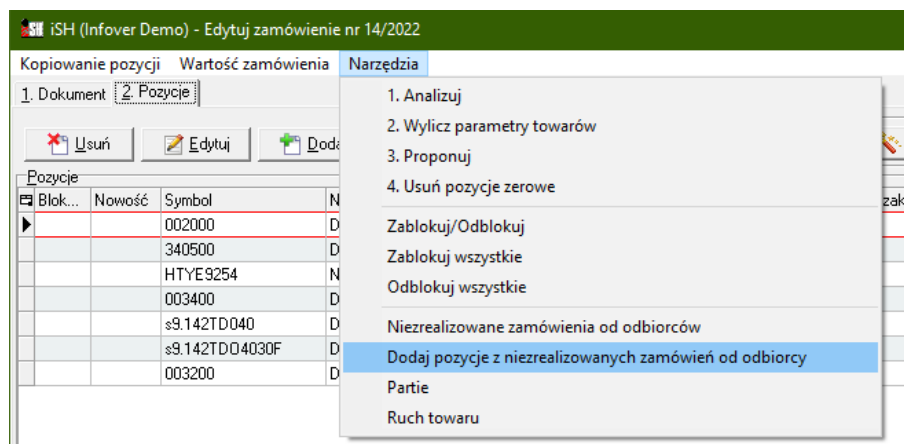 iSH (Infover Demo) - Edytuj zamówienie nr 14/2022
Kopiowanie pozycji Wartość zamówienia Narzędzia
1. Dokument 2. Pozycje
Usuń Edytuj
Pozycje
Blok... Nowość Symbol
002000
340500
HTYE9254
003400
s9.142TD040
s9.142TD04030F
003200
1. Analizuj
2. Wylicz parametry towarów
3. Proponuj
4. Usuń pozycje zerowe
Zablokuj/Odblokuj
Zablokuj wszystkie
Odblokuj wszystkie
Niezrealizowane zamówienia od odbiorców
Dodaj pozycje z niezrealizowanych zamówień od odbiorcy
Partie
Ruch towaru